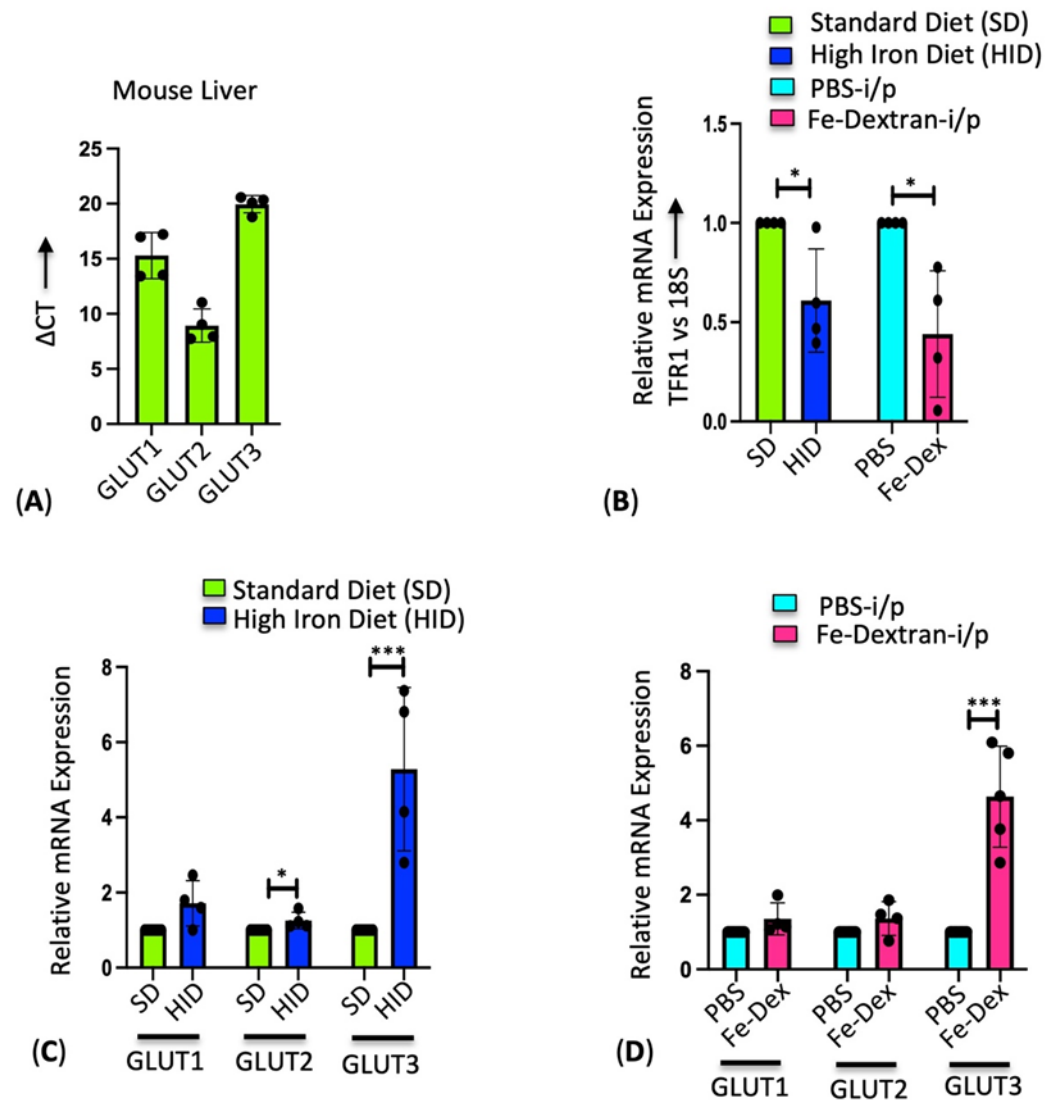 Mouse Liver
ΔCT
25
20
15
10
5
0
GLUT1
GLUT2
GLUT3
(A)
Standard Diet (SD)
High Iron Diet (HID)
PBS-i/p
Fe-Dextran-i/p
Relative mRNA Expression
TFR1 vs 18S
1.5
1.0
0.5
0.0
*
*
SD
HID
PBS
Fe-Dex
(B)
Standard Diet (SD)
High Iron Diet (HID)
Relative mRNA Expression
8
6
4
2
0
*
***
SD
HID
SD
HID
SD
HID
GLUT1
GLUT2
GLUT3
(C)
PBS-i/p
Fe-Dextran-i/p
Relative mRNA Expression
8
6
4
2
0
***
PBS
Fe-Dex
PBS
Fe-Dex
PBS
Fe-Dex
GLUT1
GLUT2
GLUT3
(D)